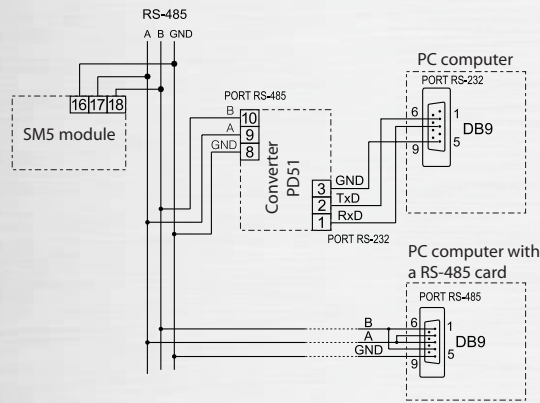 RS-485
A B GND
16 17 18
SM5 module
PORT RS-485
B 10
A 9
GND 8
Converter
PD51
3 GND
2 TxD
1 RxD
PORT RS-232
PC computer
PORT RS-232
6 1
DB9
9 5
PC computer with
a RS-485 card
PORT RS-485
B 6 1
A DB9
GND 5
9